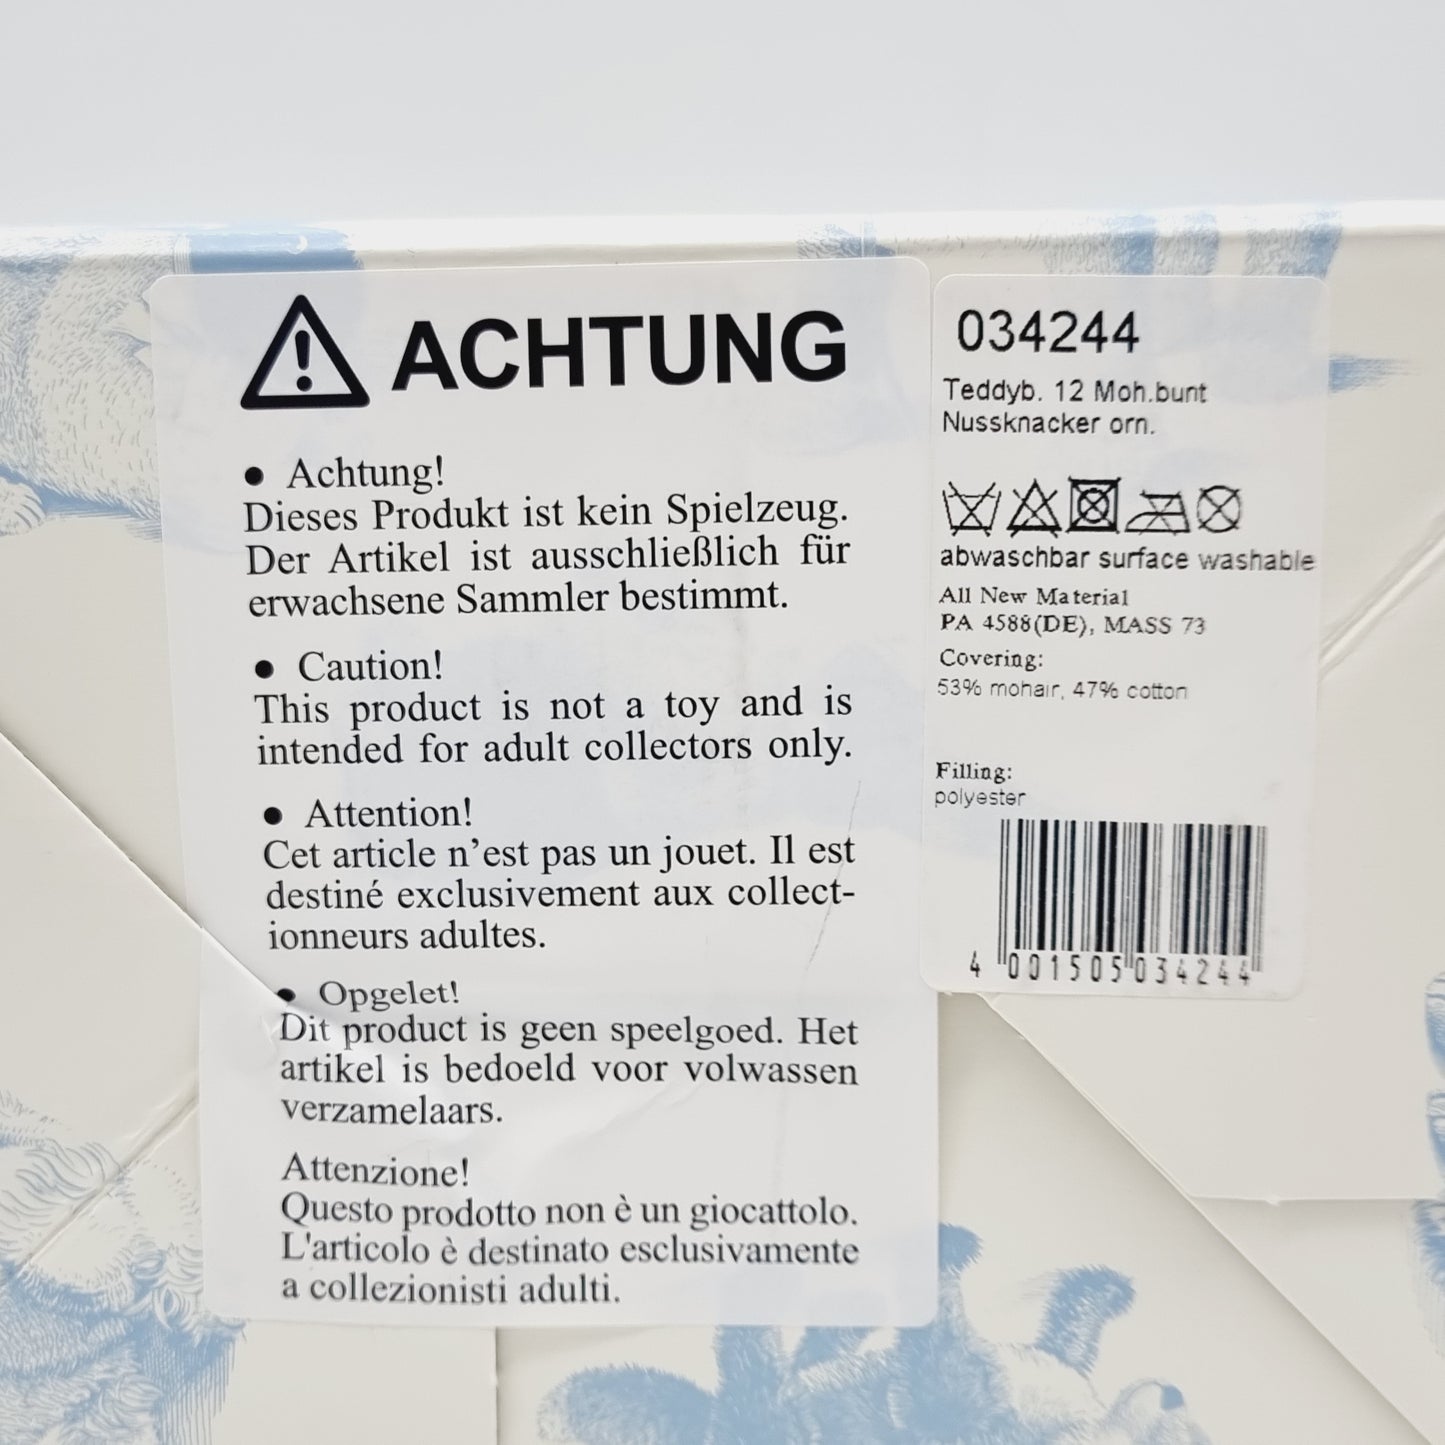 ACHTUNG
• Achtung!
Dieses Produkt ist kein Spielzeug.
Der Artikel ist ausschließlich für
erwachsene Sammler bestimmt.
• Caution!
This product is not a toy and is
intended for adult collectors only.
• Attention!
Cet article n’est pas un jouet. Il est
destiné exclusivement aux collect-
ionneurs adultes.
• Opgelet!
Dit product is geen speelgoed. Het
artikel is bedoeld voor volwassen
verzamelaars.
Attenzione!
Questo prodotto non è un giocattolo.
L'articolo è destinato esclusivamente
a collezionisti adulti.
034244
Teddyb. 12 Moh.bunt
Nussknacker orn.
abwaschbar surface washable
All New Material
PA 4588(DE), MASS 73
Covering:
53% mohair, 47% cotton
Filling:
polyester
4 001505 034244